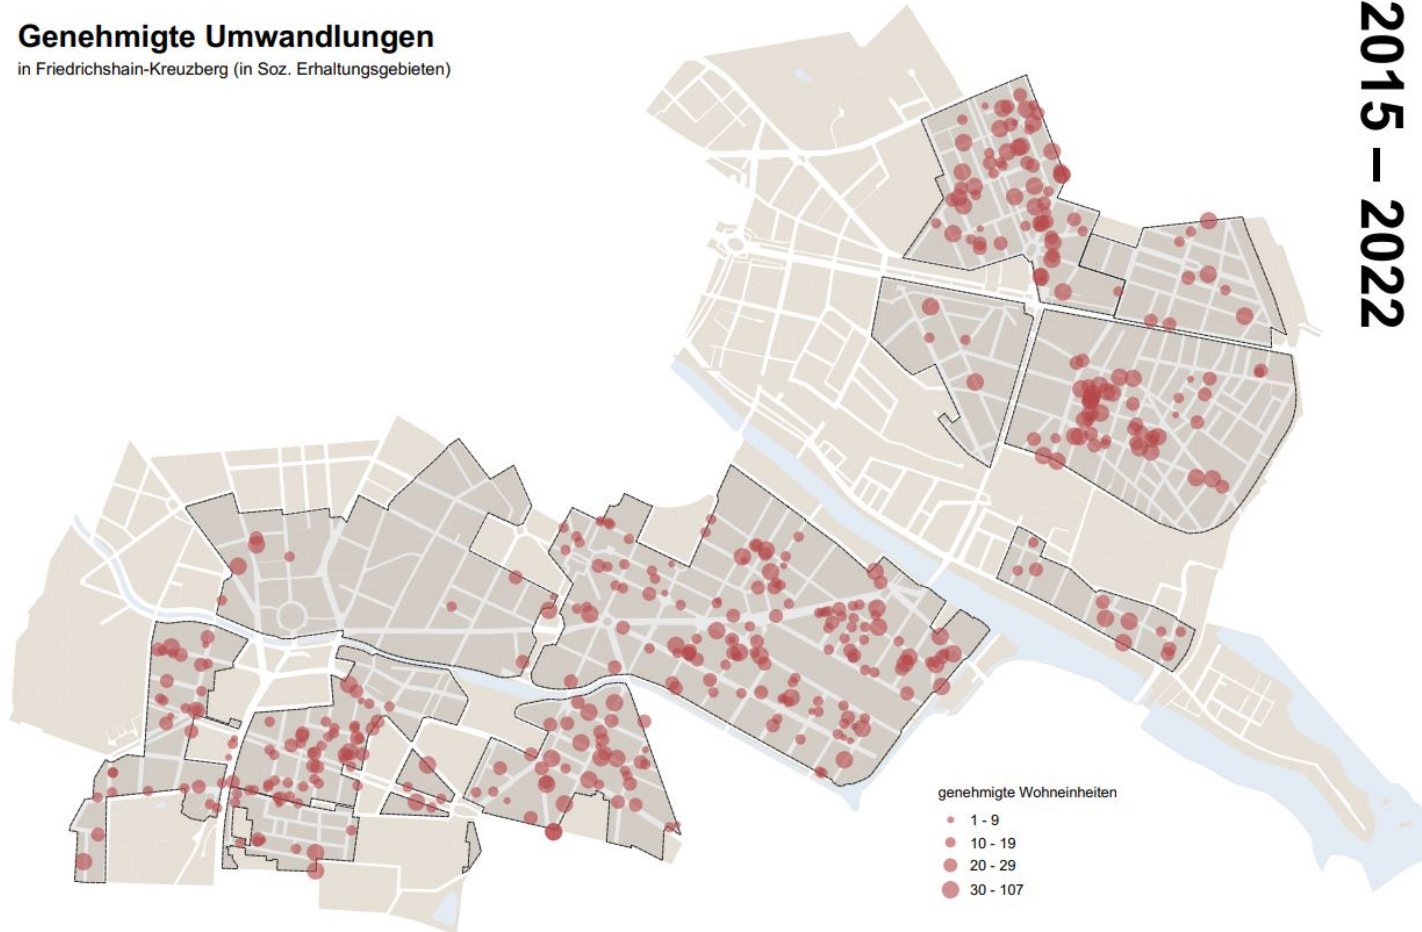 Genehmigte Umwandlungen
in Friedrichshain-Kreuzberg (in Soz. Erhaltungsgebieten)
2015 – 2022
genehmigte Wohneinheiten
1 - 9
10 - 19
20 - 29
30 - 107